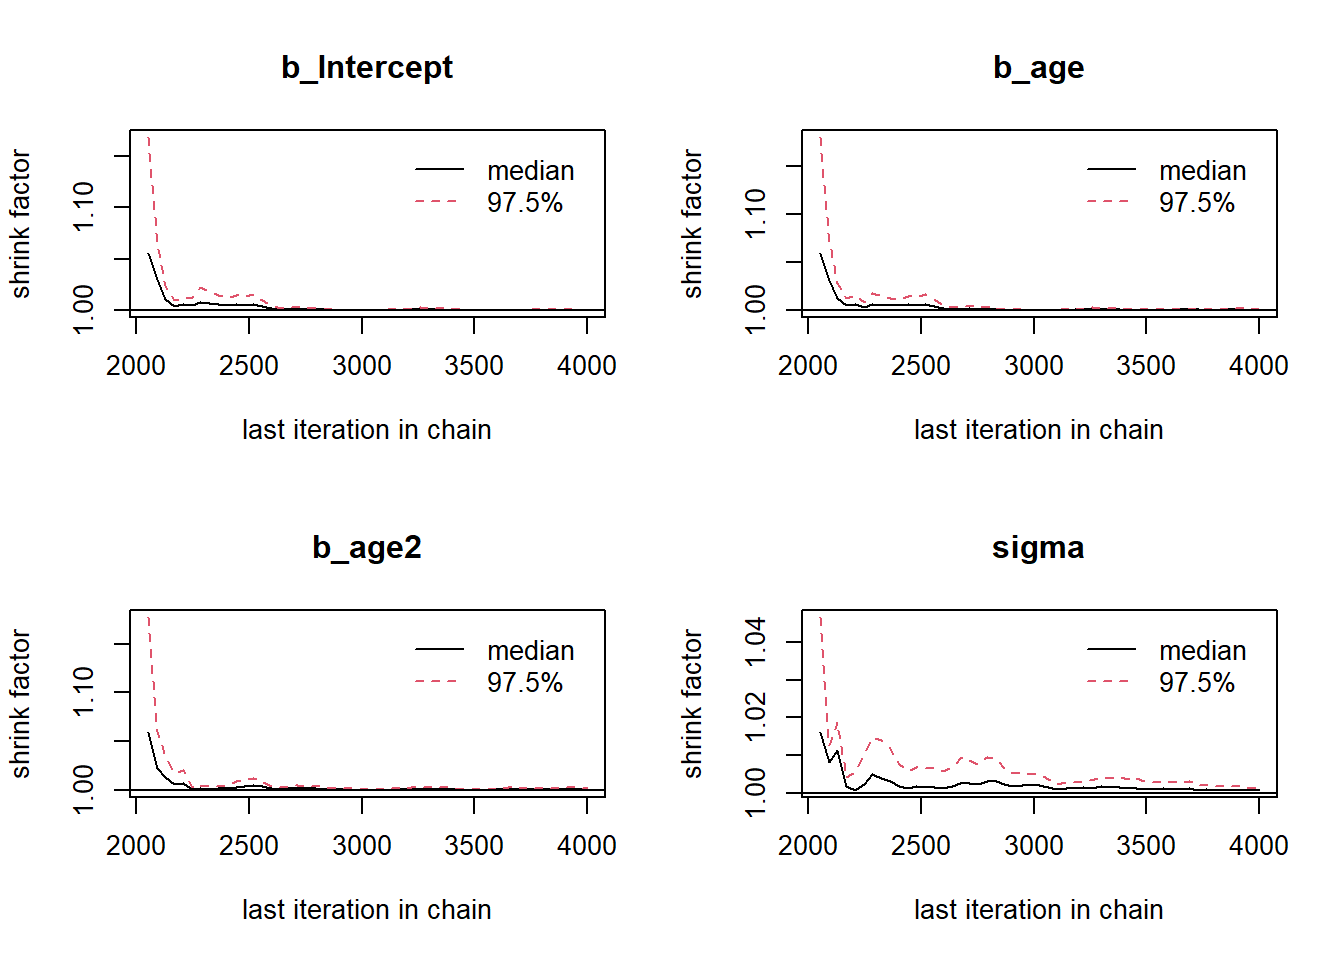 b_Intercept
shrink factor
1.00
1.10
median
97.5%
2000 2500 3000 3500 4000
last iteration in chain
b_age
shrink factor
1.00
1.10
median
97.5%
2000 2500 3000 3500 4000
last iteration in chain
b_age2
shrink factor
1.00
1.10
median
97.5%
2000 2500 3000 3500 4000
last iteration in chain
sigma
shrink factor
1.00
1.02
1.04
median
97.5%
2000 2500 3000 3500 4000
last iteration in chain